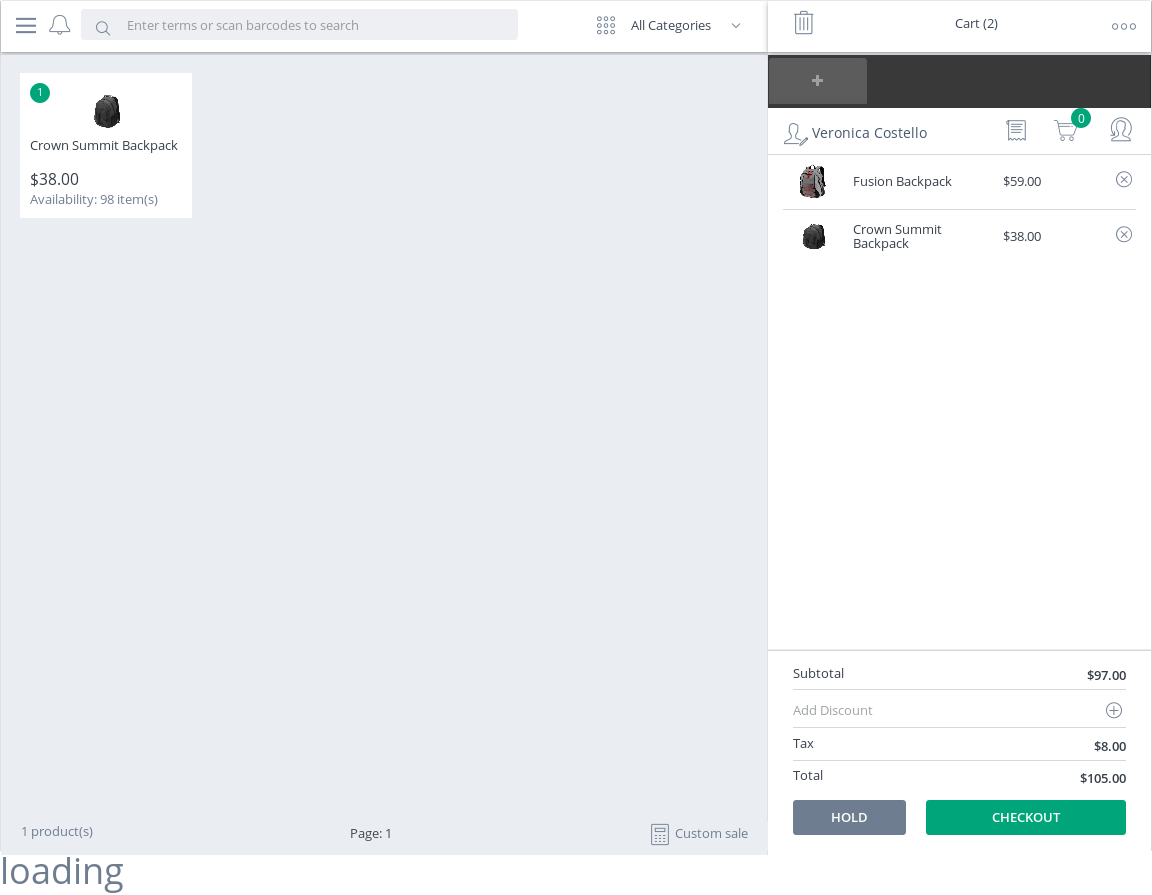 Enter terms or scan barcodes to search
All Categories
Cart (2)
1
Crown Summit Backpack
$38.00
Availability: 98 item(s)
Veronica Costello
0
Fusion Backpack
$59.00
Crown Summit
Backpack
$38.00
Subtotal
$97.00
Add Discount
Tax
$8.00
Total
$105.00
HOLD
CHECKOUT
1 product(s)
Page: 1
Custom sale
loading